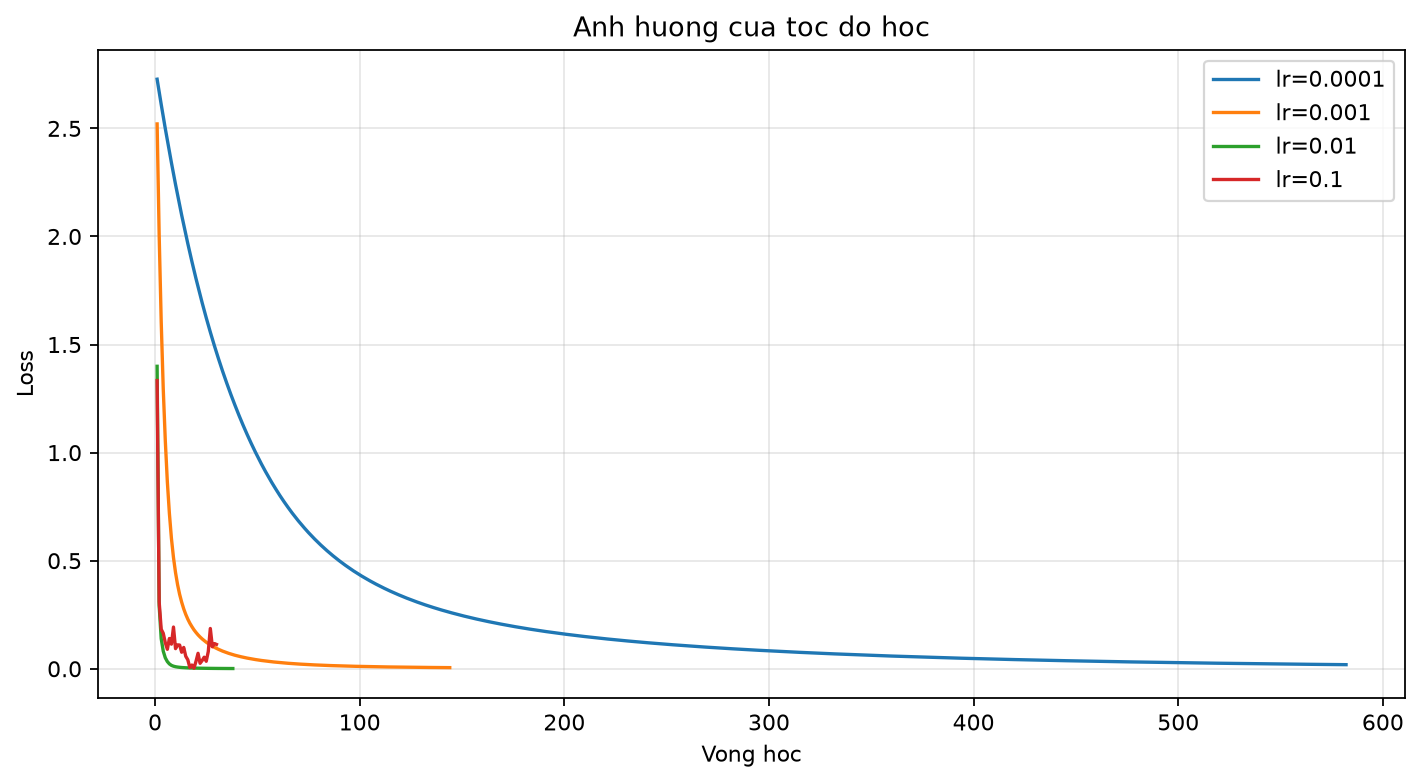 Anh huong cua toc do hoc
lr=0.0001
lr=0.001
lr=0.01
lr=0.1
Loss
2.5
2.0
1.5
1.0
0.5
0.0
0 100 200 300 400 500 600
Vong hoc